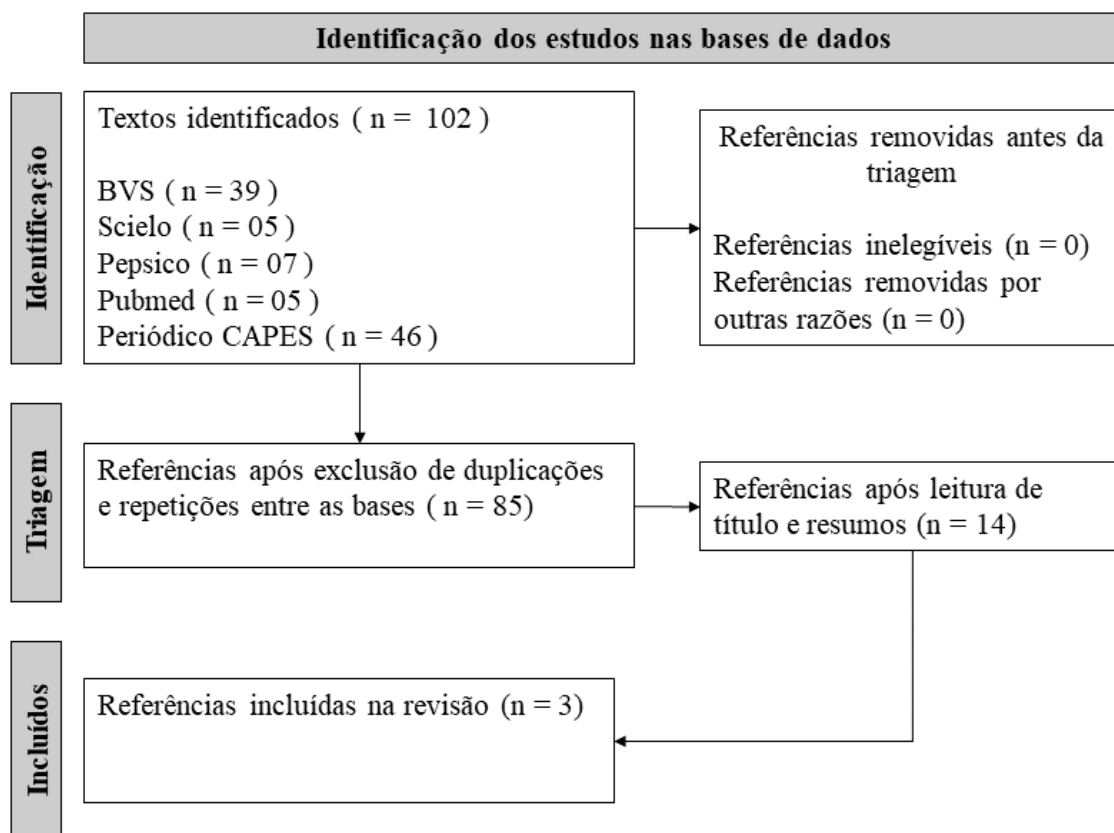 Identificação dos estudos nas bases de dados
Identificação
Textos identificados ( n = 102 )
BVS ( n = 39 )
Scielo ( n = 05 )
Pepsico ( n = 07 )
Pubmed ( n = 05 )
Periódico CAPES ( n = 46 )
Referências removidas antes da
triagem
Referências inelegíveis (n = 0)
Referências removidas por
outras razões (n = 0)
Triagem
Referências após exclusão de duplicações
e repetições entre as bases ( n = 85)
Referências após leitura de
título e resumos (n = 14)
Incluídos
Referências incluídas na revisão (n = 3)